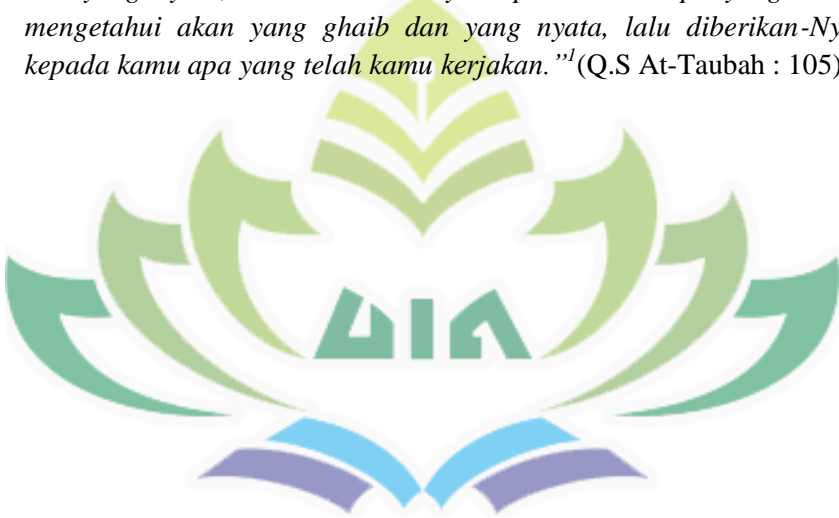 mengetahui akan yang ghaib dan yang nyata, lalu diberikan-Ny
kepada kamu apa yang telah kamu kerjakan.”¹(Q.S At-Taubah : 105)
UIN